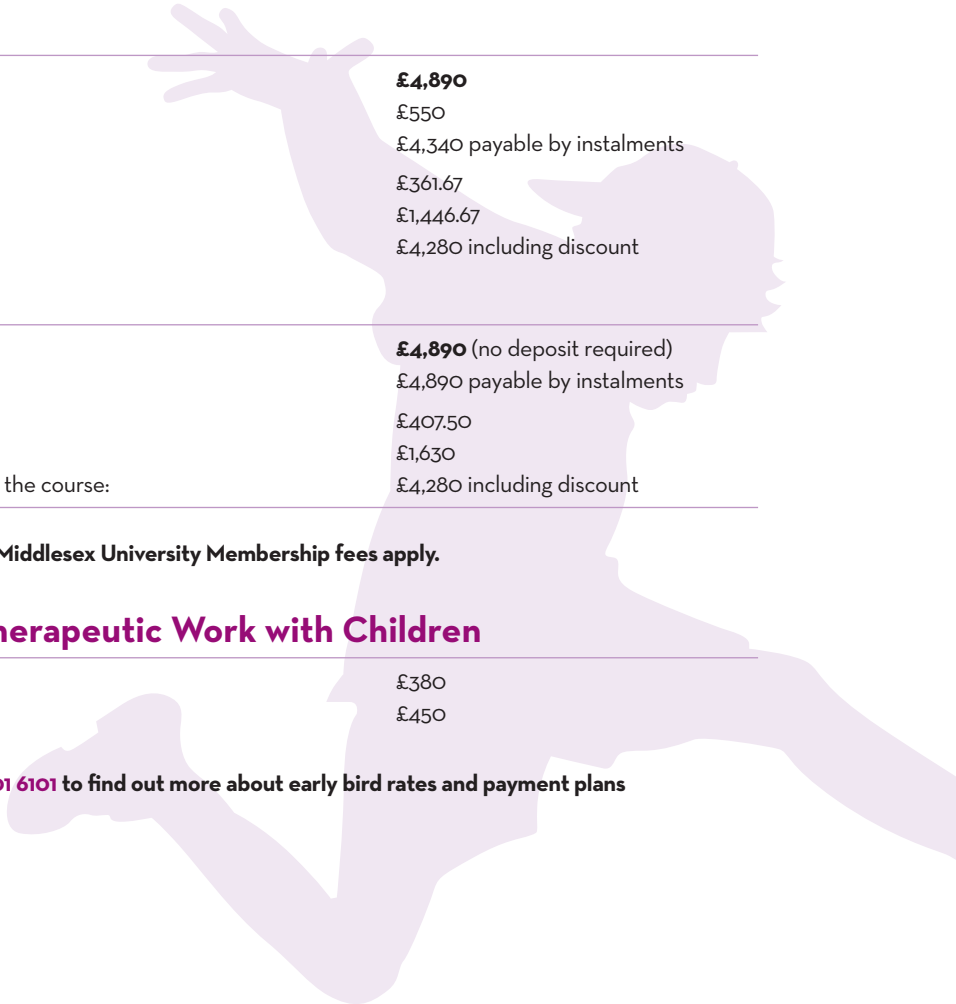 £4,890
£550
£4,340 payable by instalments
£361.67
£1,446.67
£4,280 including discount
£4,890 (no deposit required)
£4,890 payable by instalments
£407.50
£1,630
the course: £4,280 including discount
Middlesex University Membership fees apply.
herapeutic Work with Children
£380
£450
01 6101 to find out more about early bird rates and payment plans